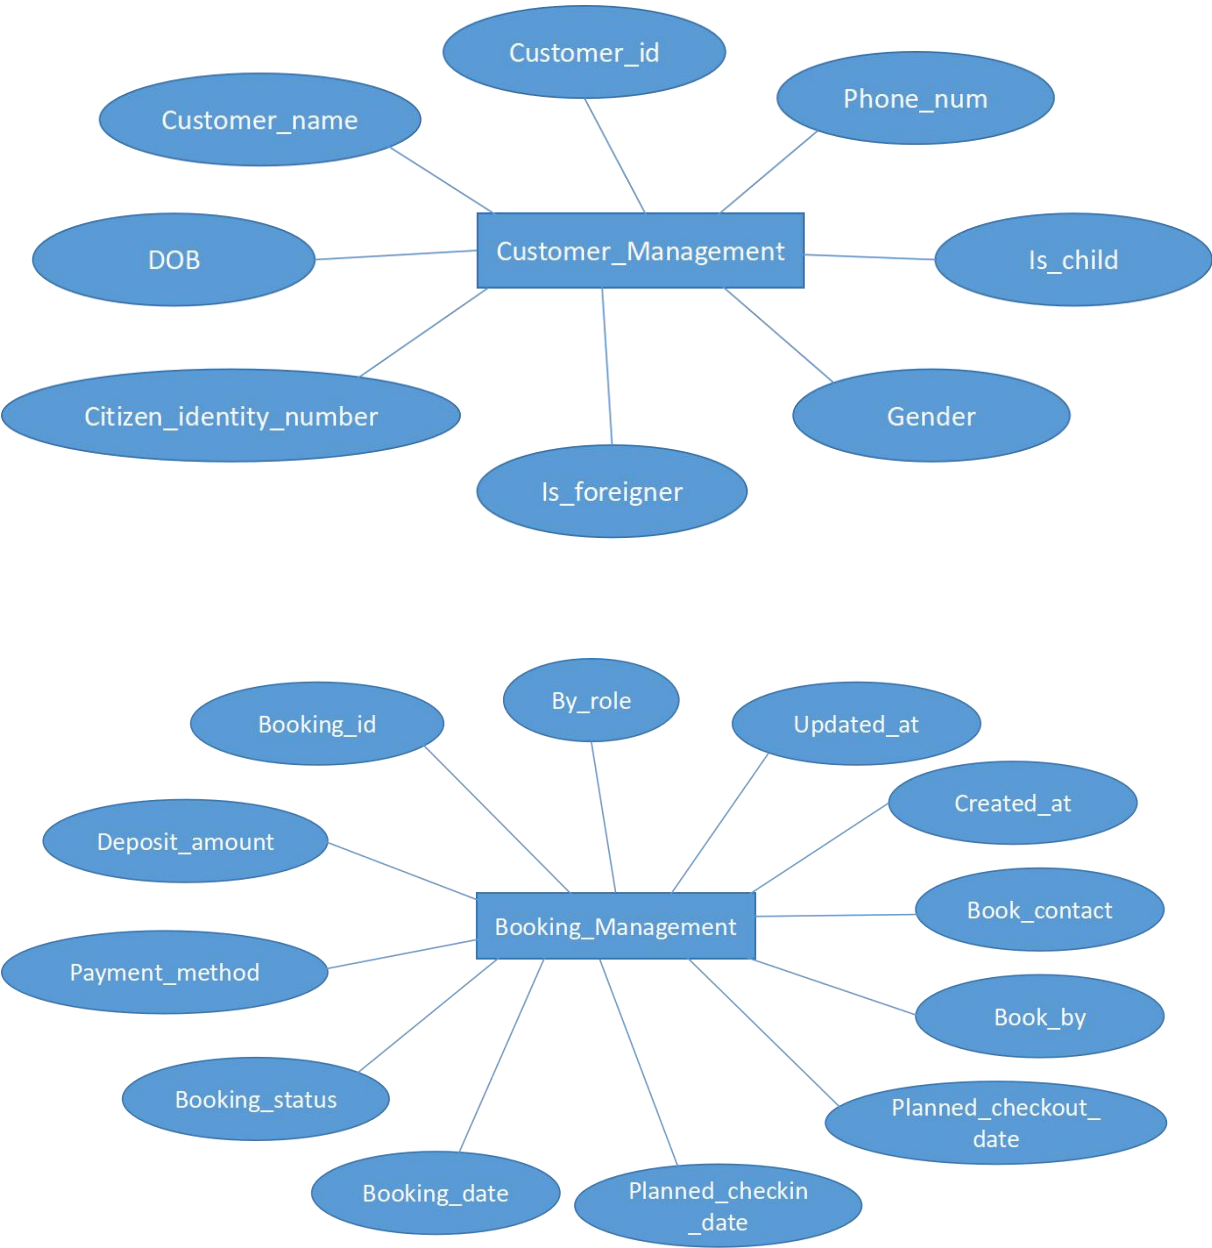 Customer_id
Phone_num
Customer_name
Customer_Management
DOB
Is_child
Citizen_identity_number
Gender
Is_foreigner
By_role
Booking_id
Updated_at
Created_at
Deposit_amount
Book_contact
Booking_Management
Payment_method
Book_by
Booking_status
Planned_checkout_
date
Booking_date
Planned_checkin
_date